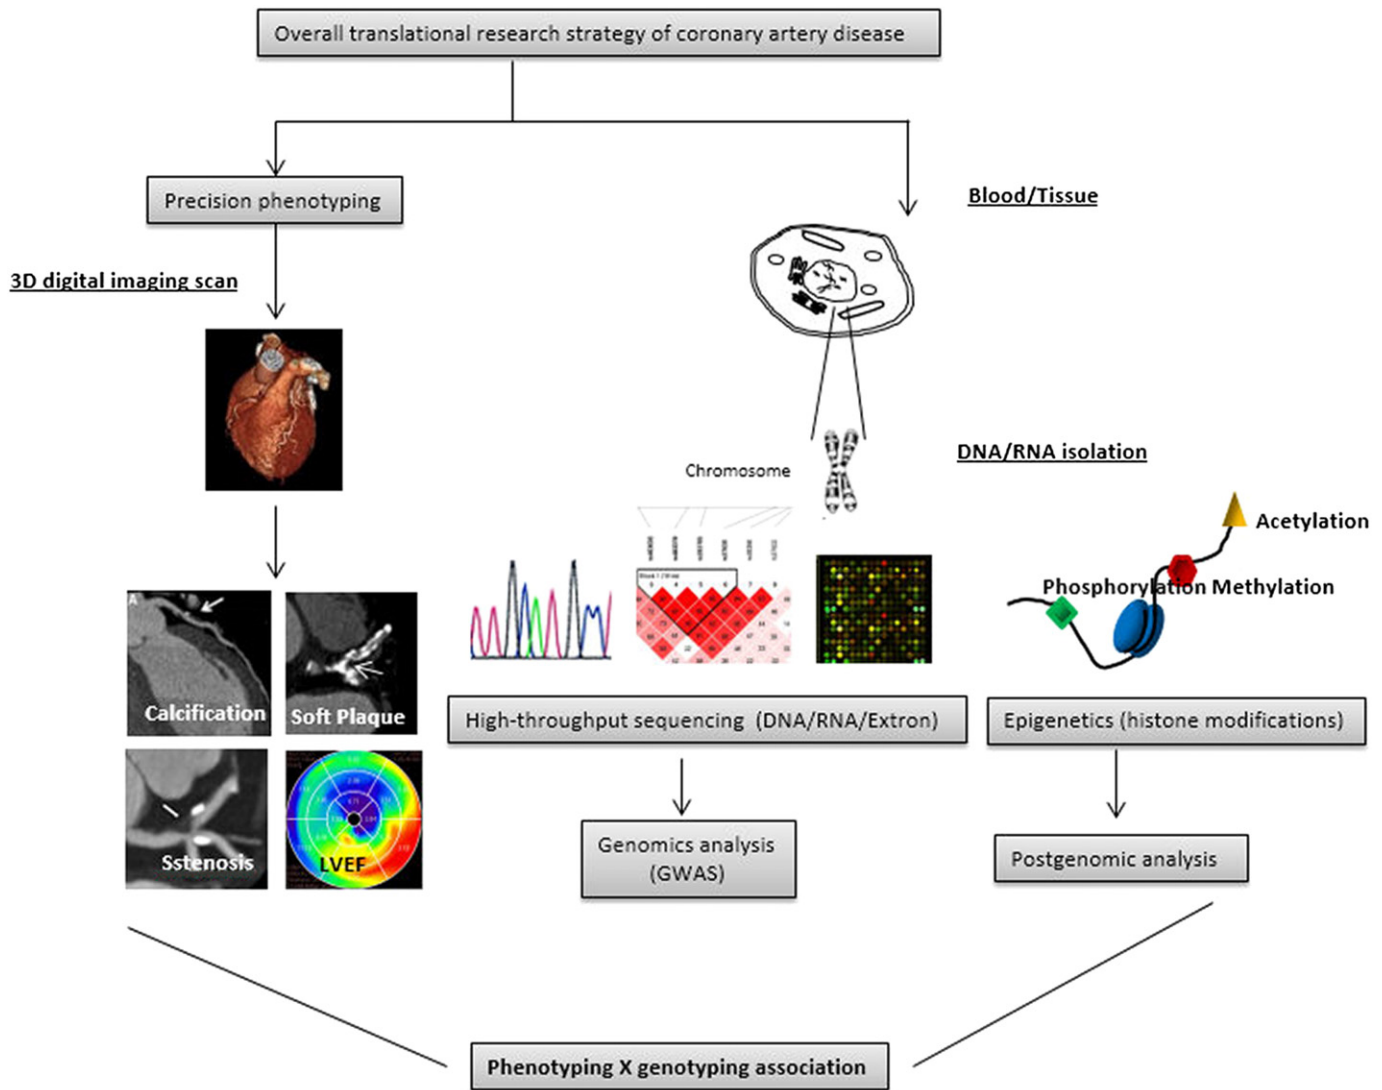 Overall translational research strategy of coronary artery disease
Precision phenotyping
Blood/Tissue
3D digital imaging scan
Chromosome
DNA/RNA isolation
Acetylation
Phosphorylation Methylation
A
Calcification
Soft Plaque
High-throughput sequencing (DNA/RNA/Extron)
Epigenetics (histone modifications)
Sstenosis
LVEF
Genomics analysis
(GWAS)
Postgenomic analysis
Phenotyping X genotyping association